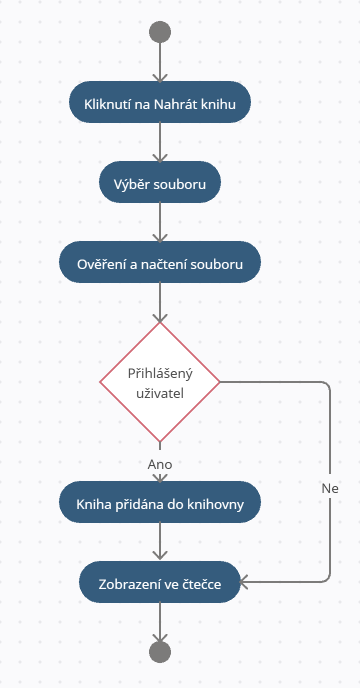 Kliknutí na Nahrát knihu
Výběr souboru
Ověření a načtení souboru
Přihlášený
uživatel
Ano
Ne
Kniha přidána do knihovny
Zobrazení ve čtečce